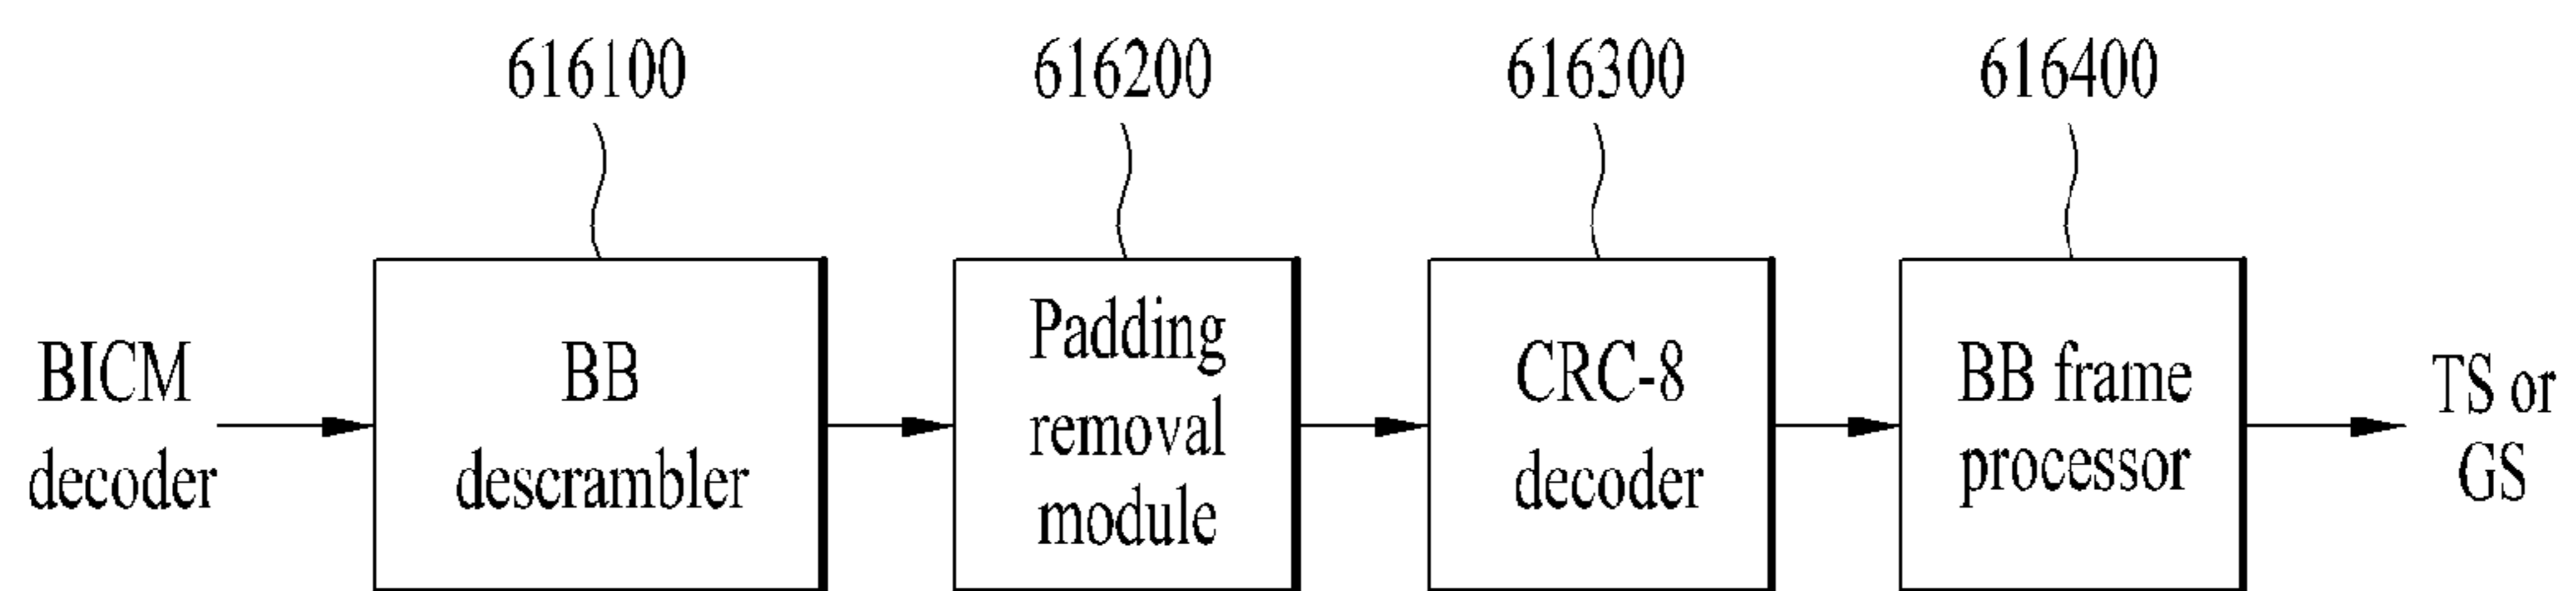 616100
616200
616300
616400
BICM
decoder
BB
descrambler
Padding
removal
module
CRC-8
decoder
BB frame
processor
TS or
GS